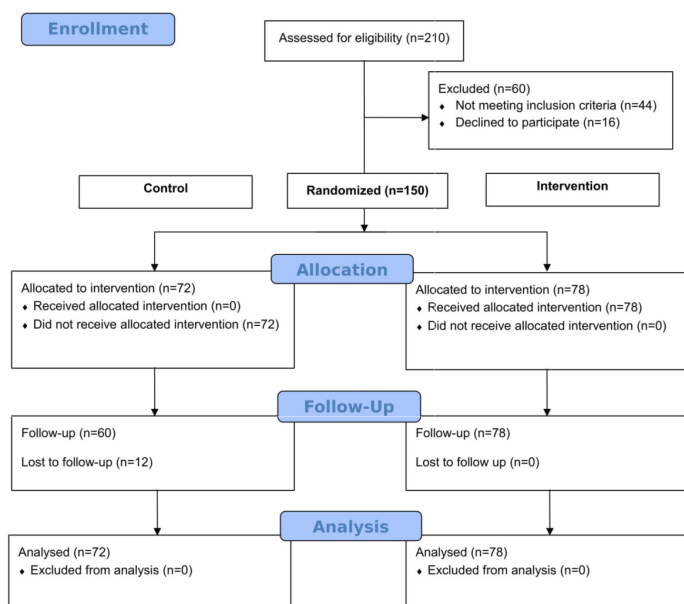 Enrollment
Assessed for eligibility (n=210)
Excluded (n=60)
♦ Not meeting inclusion criteria (n=44)
♦ Declined to participate (n=16)
Control
Randomized (n=150)
Intervention
Allocation
Allocated to intervention (n=72)
♦ Received allocated intervention (n=0)
♦ Did not receive allocated intervention (n=72)
Allocated to intervention (n=78)
♦ Received allocated intervention (n=78)
♦ Did not receive allocated intervention (n=0)
Follow-Up
Follow-up (n=60)
Lost to follow-up (n=12)
Follow-up (n=78)
Lost to follow up (n=0)
Analysis
Analysed (n=72)
♦ Excluded from analysis (n=0)
Analysed (n=78)
♦ Excluded from analysis (n=0)